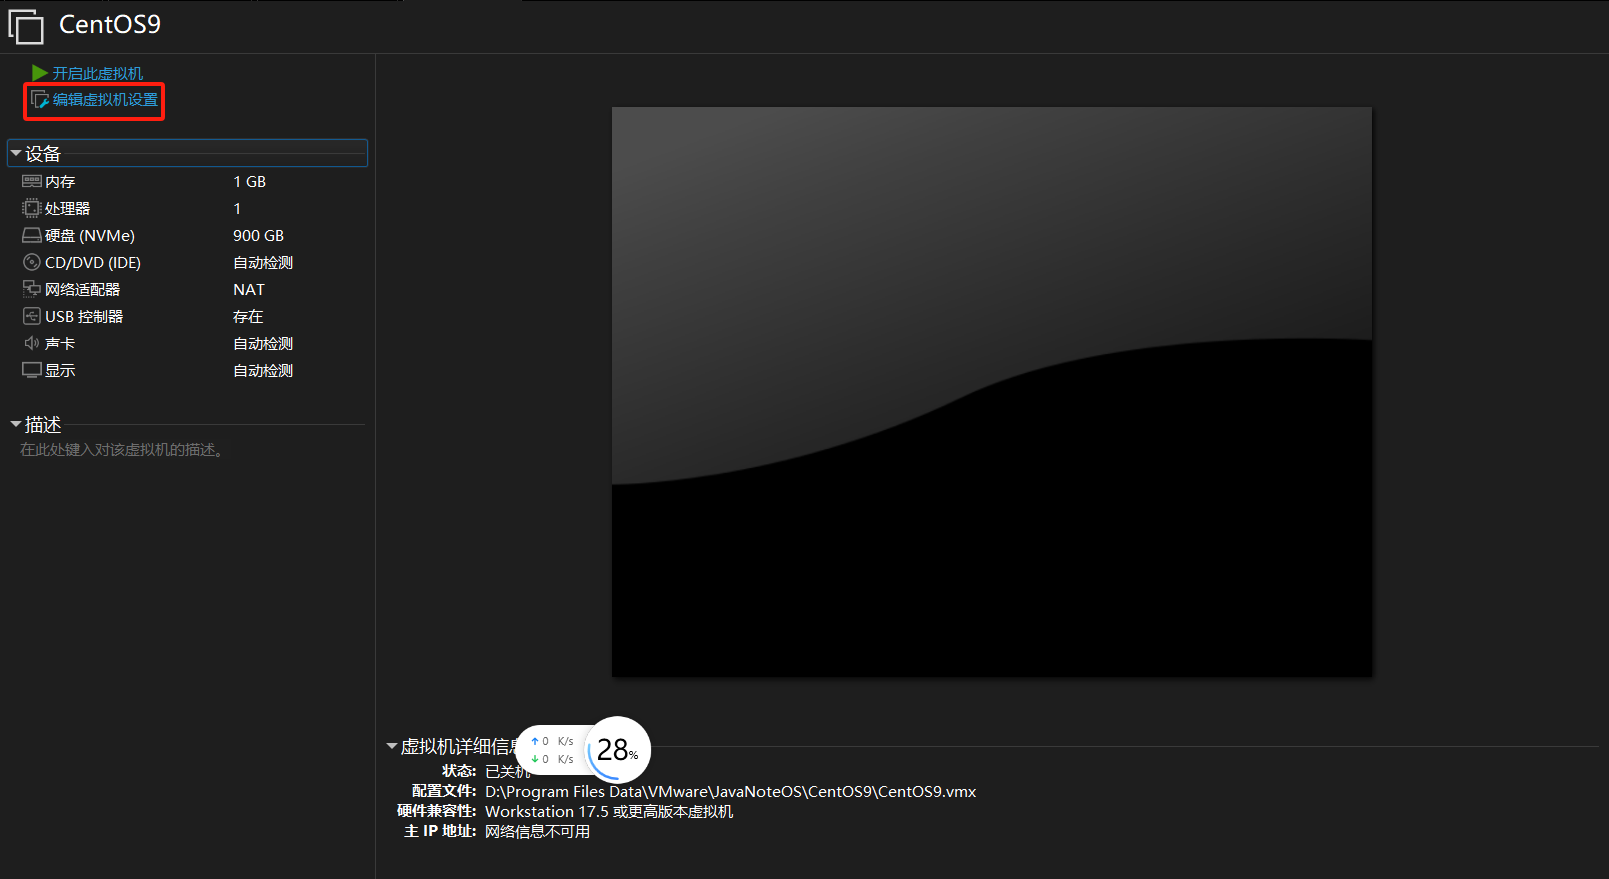 CentOS9
开启此虚拟机
编辑虚拟机设置
设备
内存 1 GB
处理器 1
硬盘 (NVMe) 900 GB
CD/DVD (IDE) 自动检测
网络适配器 NAT
USB 控制器 存在
声卡 自动检测
显示 自动检测
描述
在此处键入对该虚拟机的描述。
虚拟机详细信息
0 K/s
0 K/s
28%
状态: 已关机
配置文件: D:\Program Files Data\VMware\JavaNoteOS\CentOS9\CentOS9.vmx
硬件兼容性: Workstation 17.5 或更高版本虚拟机
主 IP 地址: 网络信息不可用